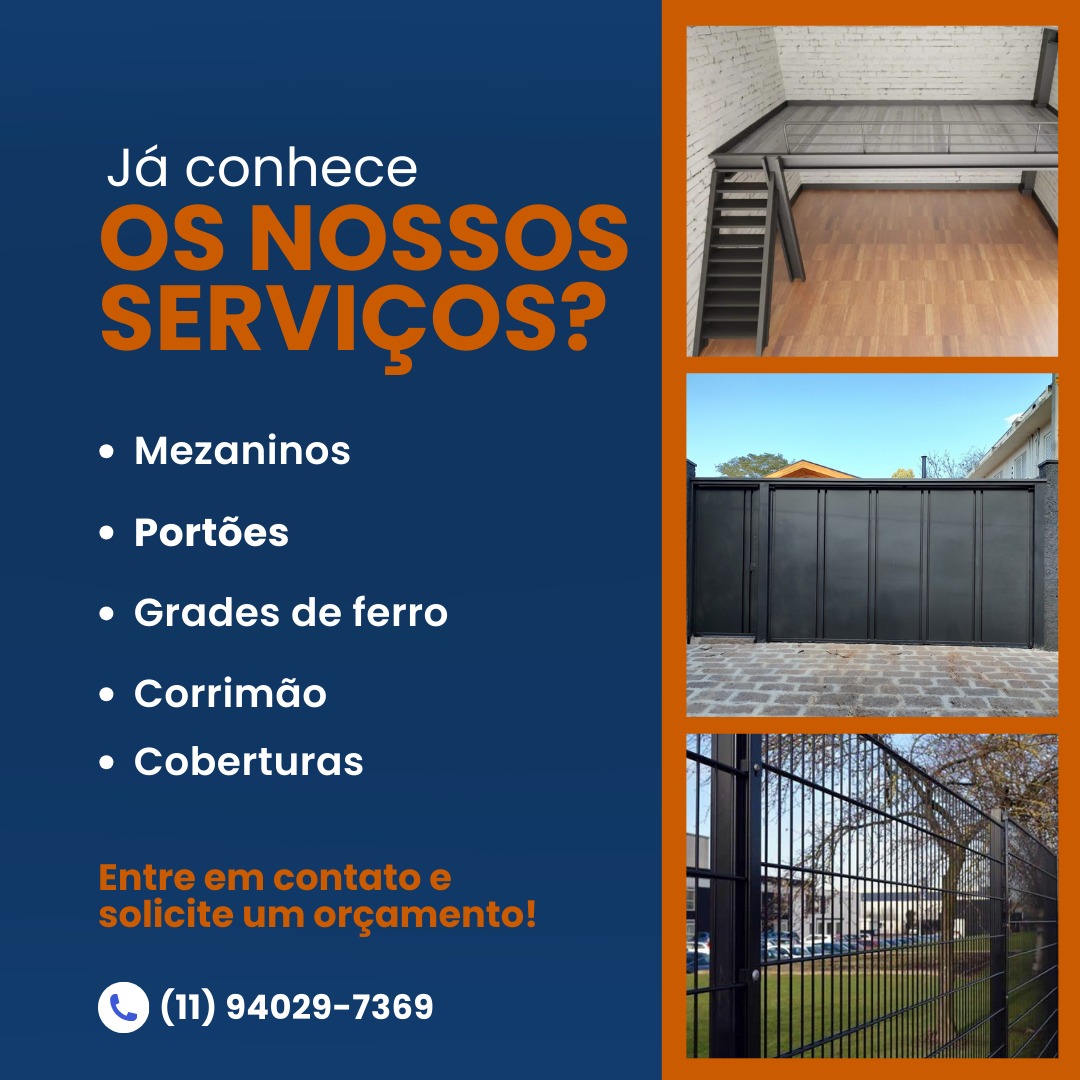 Já conhece
OS NOSSOS
SERVIÇOS?
• Mezaninos
• Portões
• Grades de ferro
• Corrimão
• Coberturas
Entre em contato e
solicite um orçamento!
(11) 94029-7369